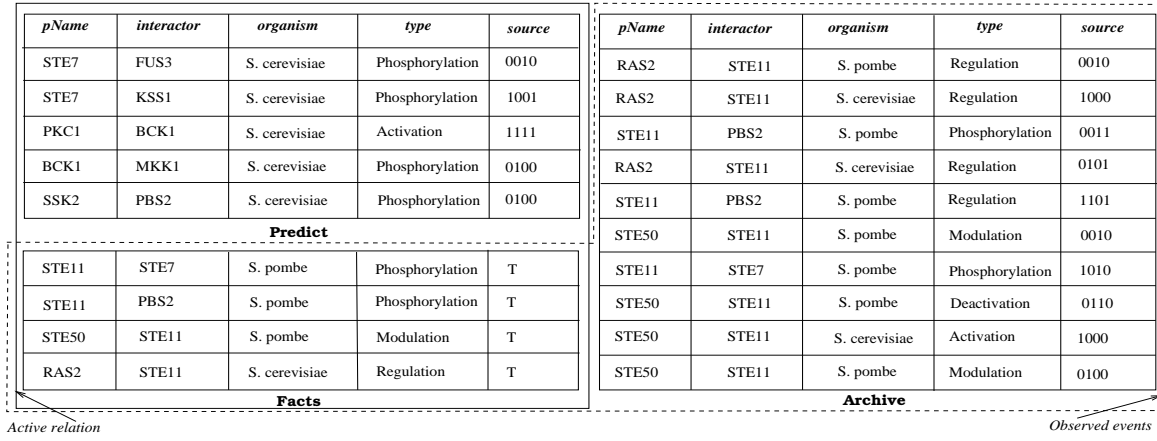 pName interactor organism type source
STE7 FUS3 S. cerevisiae Phosphorylation 0010
STE7 KSS1 S. cerevisiae Phosphorylation 1001
PKC1 BCK1 S. cerevisiae Activation 1111
BCK1 MKK1 S. cerevisiae Phosphorylation 0100
SSK2 PBS2 S. cerevisiae Phosphorylation 0100
Predict
STE11 STE7 S. pombe Phosphorylation T
STE11 PBS2 S. pombe Phosphorylation T
STE50 STE11 S. pombe Modulation T
RAS2 STE11 S. cerevisiae Regulation T
Facts
Active relation
pName interactor organism type source
RAS2 STE11 S. pombe Regulation 0010
RAS2 STE11 S. cerevisiae Regulation 1000
STE11 PBS2 S. pombe Phosphorylation 0011
RAS2 STE11 S. cerevisiae Regulation 0101
STE11 PBS2 S. pombe Regulation 1101
STE50 STE11 S. pombe Modulation 0010
STE11 STE7 S. pombe Phosphorylation 1010
STE50 STE11 S. pombe Deactivation 0110
STE50 STE11 S. cerevisiae Activation 1000
STE50 STE11 S. pombe Modulation 0100
Archive
Observed events